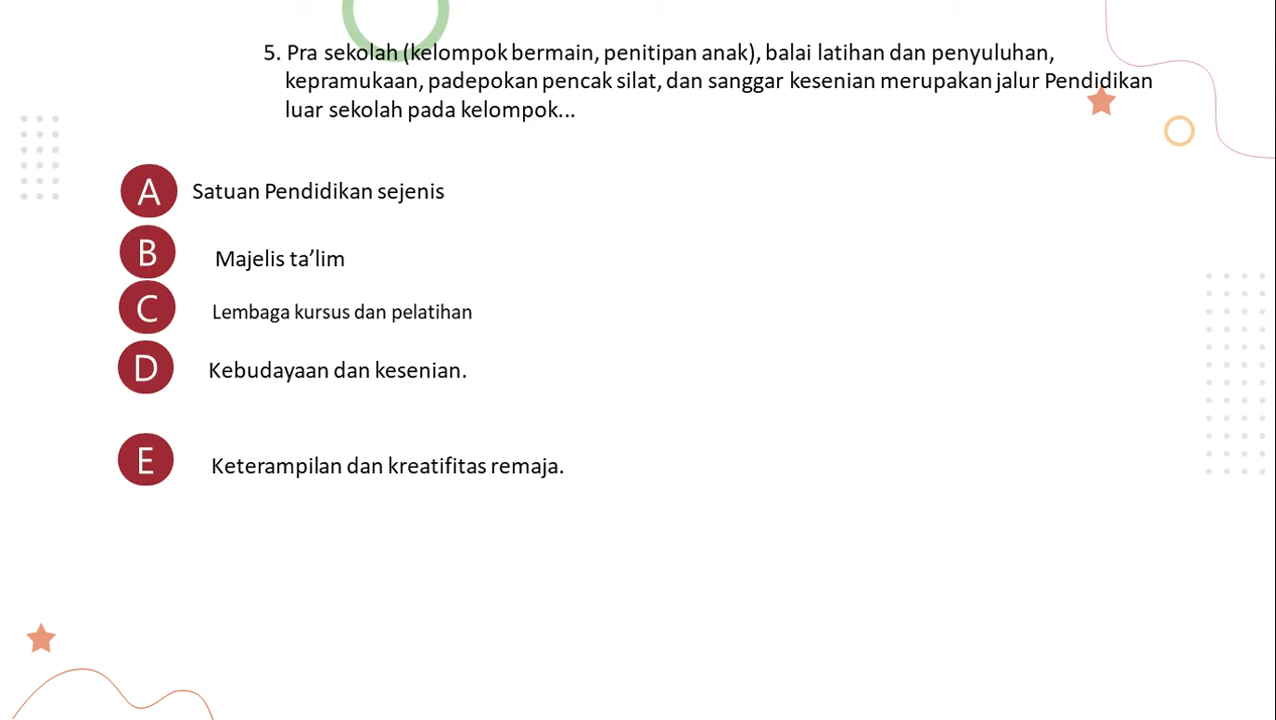 5. Pra sekolah (kelompok bermain, penitipan anak), balai latihan dan penyuluhan,
kepramukaan, padepokan pencak silat, dan sanggar kesenian merupakan jalur Pendidikan
luar sekolah pada kelompok...
A Satuan Pendidikan sejenis
B Majelis ta’lim
C Lembaga kursus dan pelatihan
D Kebudayaan dan kesenian.
E Keterampilan dan kreatifitas remaja.